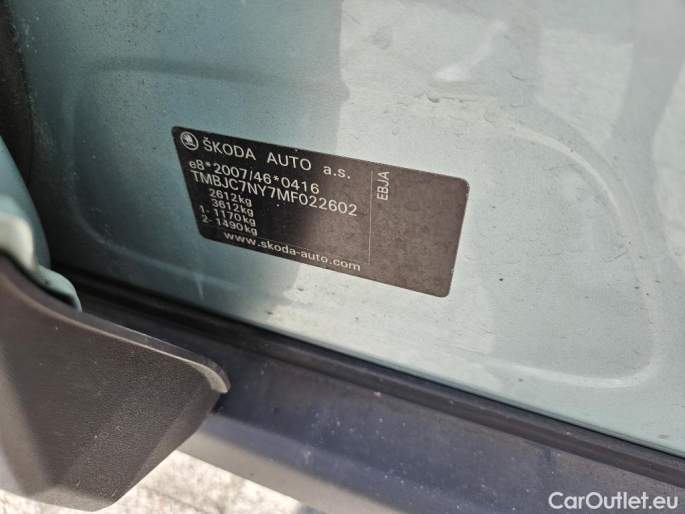 ŠKODA AUTO a.s.
e8*2007/46*0416
TMBJC7NY7MF022602
2612kg
3612kg
1- 1170kg
2- 1490kg
www.skoda-auto.com
EBJA
CarOutlet.eu